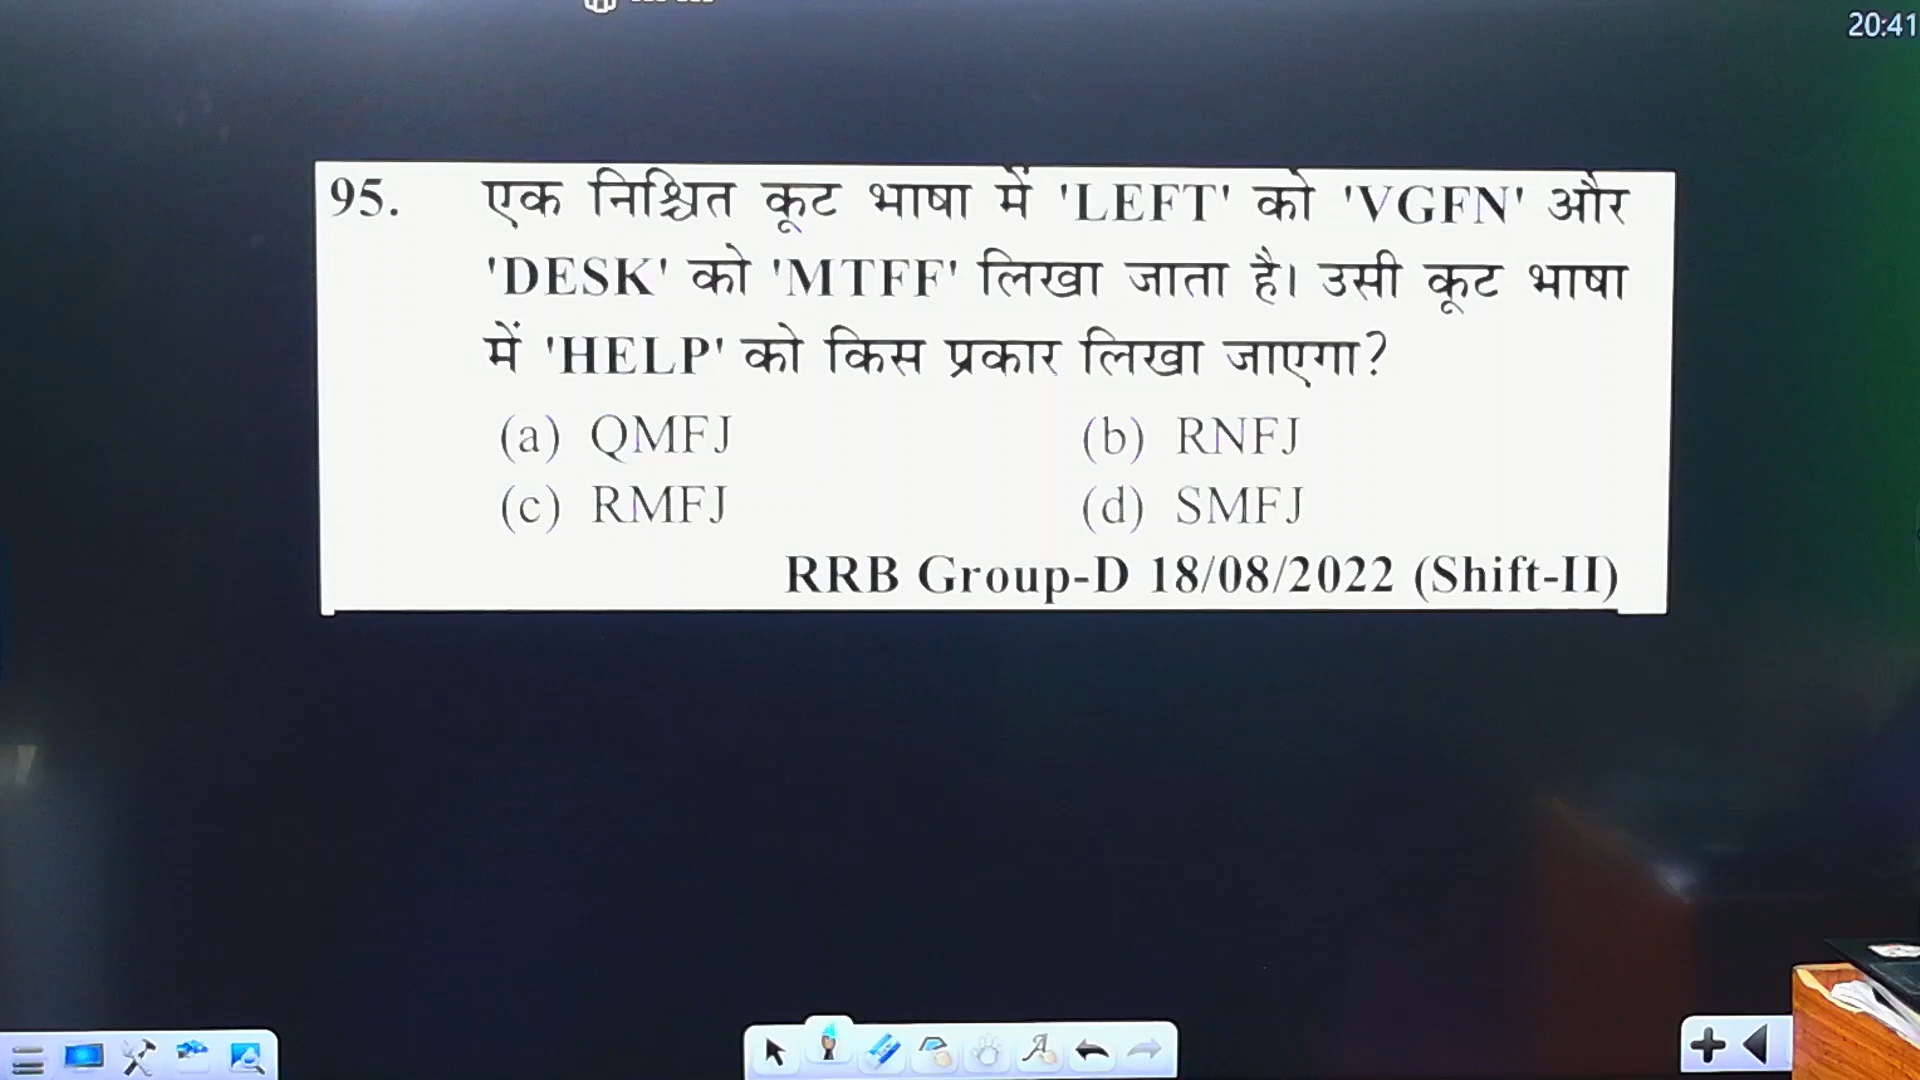 20:41
95. एक निश्चित कूट भाषा में 'LEFT' को 'VGFN' और
'DESK' को 'MTFF' लिखा जाता है। उसी कूट भाषा
में 'HELP' को किस प्रकार लिखा जाएगा?
(a) QMFJ (b) RNFJ
(c) RMFJ (d) SMFJ
RRB Group-D 18/08/2022 (Shift-II)